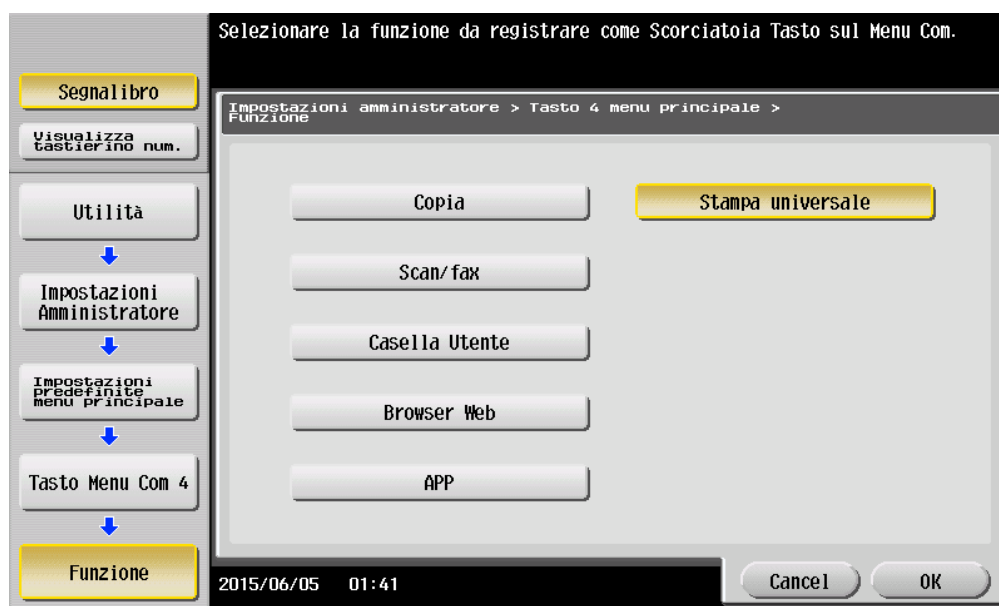 Selezionare la funzione da registrare come Scorciatoia Tasto sul Menu Com.
Segnalibro
Visualizza
tastierino num.
Utilità
Impostazioni
Amministratore
Impostazioni
predefinite
menu principale
Tasto Menu Com 4
Funzione
Impostazioni amministratore > Tasto 4 menu principale >
Funzione
Copia
Stampa universale
Scan/fax
Casella Utente
Browser Web
APP
2015/06/05 01:41
Cancel
OK